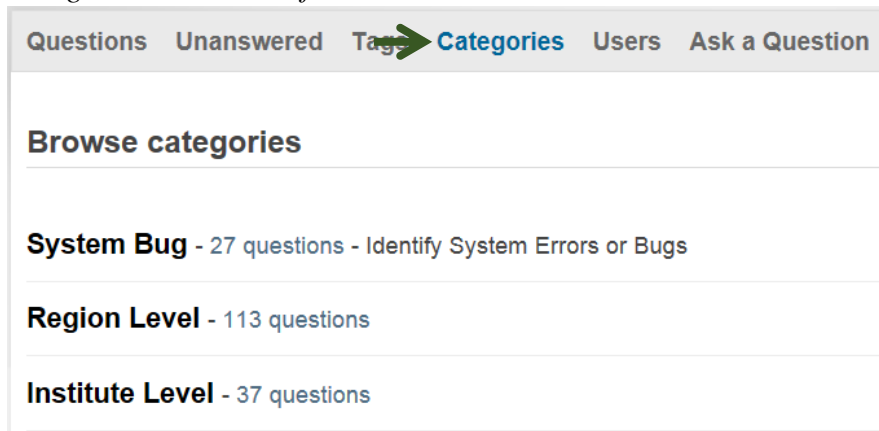 Questions Unanswered Tags Categories Users Ask a Question
Browse categories
System Bug - 27 questions - Identify System Errors or Bugs
Region Level - 113 questions
Institute Level - 37 questions